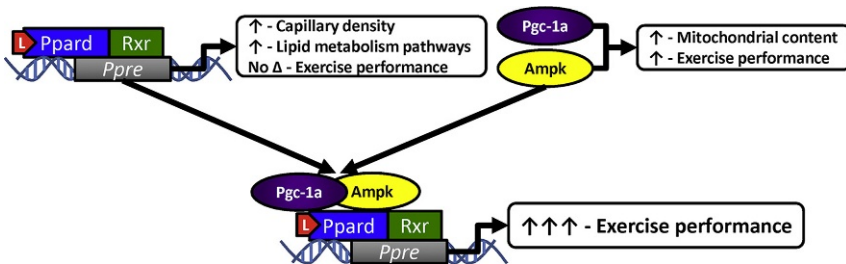 L Ppard Rxr
Ppre
↑ - Capillary density
↑ - Lipid metabolism pathways
No Δ - Exercise performance
Pgc-1a
Ampk
↑ - Mitochondrial content
↑ - Exercise performance
Pgc-1a Ampk
L Ppard Rxr
Ppre
↑↑↑ - Exercise performance